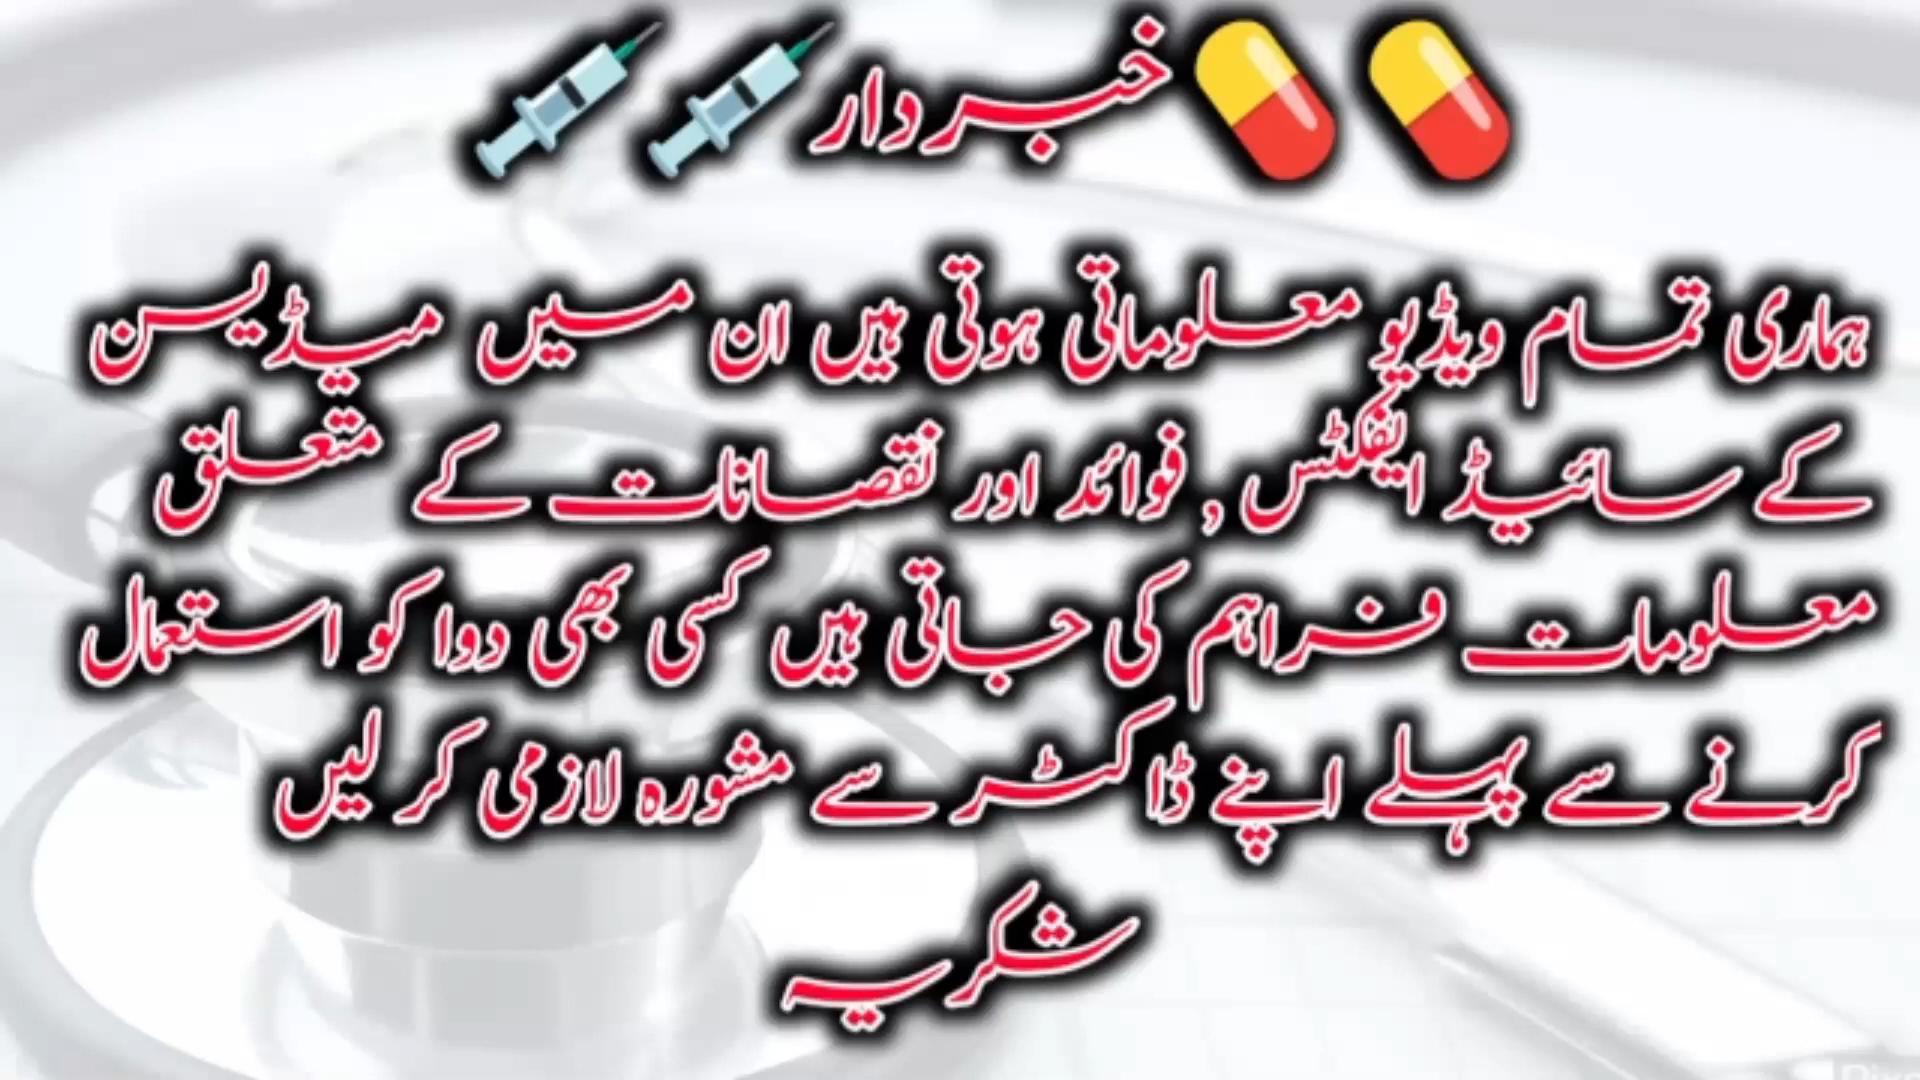 خبردار
ہماری تمام ویڈیو معلوماتی ہوتی ہیں ان میں میڈیسن
کے سائیڈ ایفکٹس , فوائد اور نقصانات کے متعلق
معلومات فراہم کی جاتی ہیں کسی بھی دوا کو استعمال
کرنے سے پہلے اپنے ڈاکٹر سے مشورہ لازمی کر لیں
شکریہ